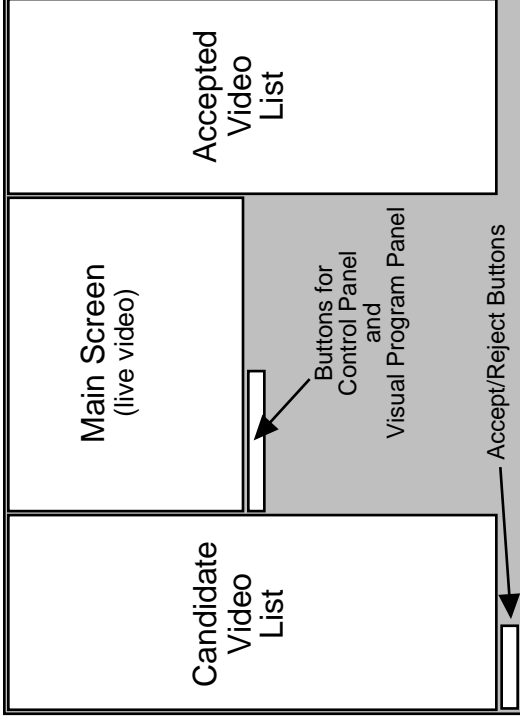 Candidate
Video
List
Main Screen
(live video)
Accepted
Video
List
Buttons for
Control Panel
and
Visual Program Panel
Accept/Reject Buttons